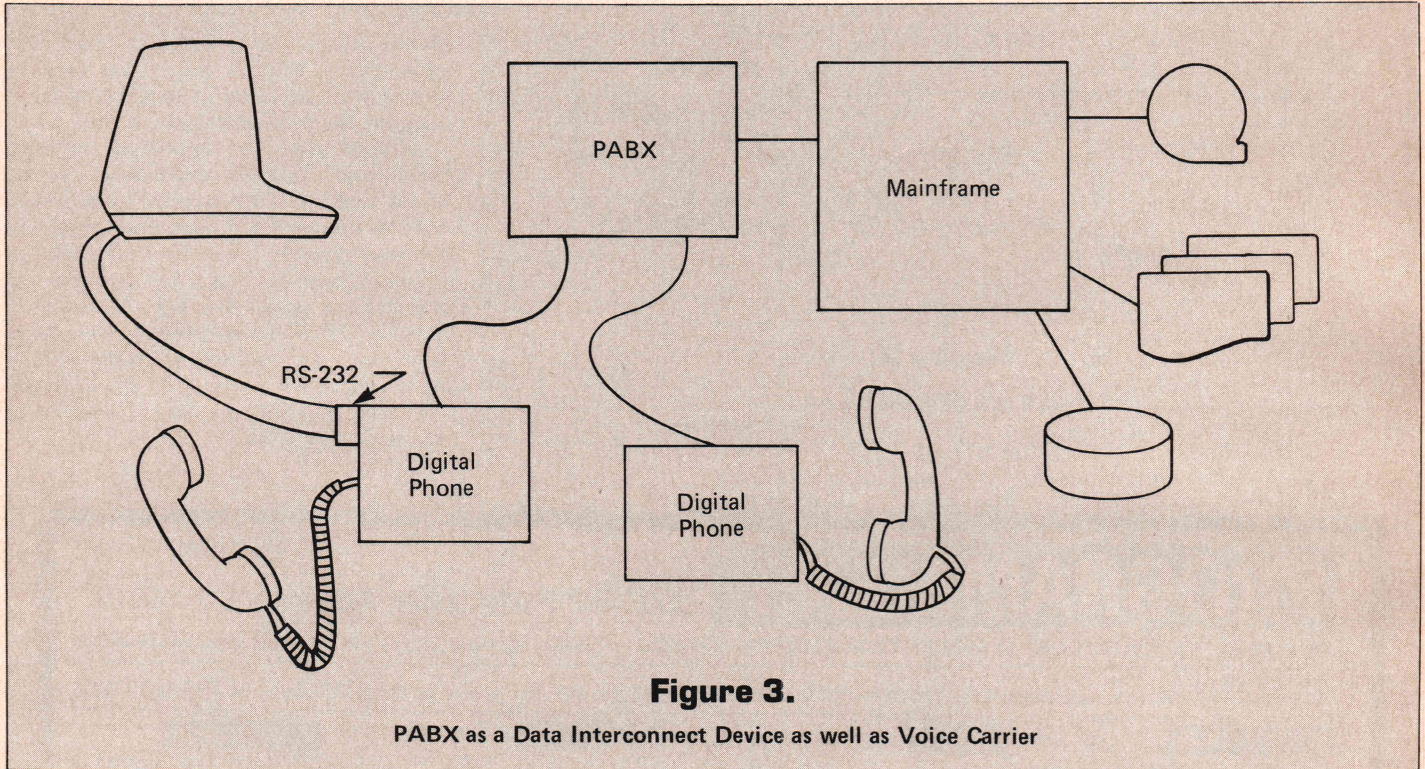 PABX
Mainframe
RS-232
Digital
Phone
Digital
Phone
Figure 3.
PABX as a Data Interconnect Device as well as Voice Carrier